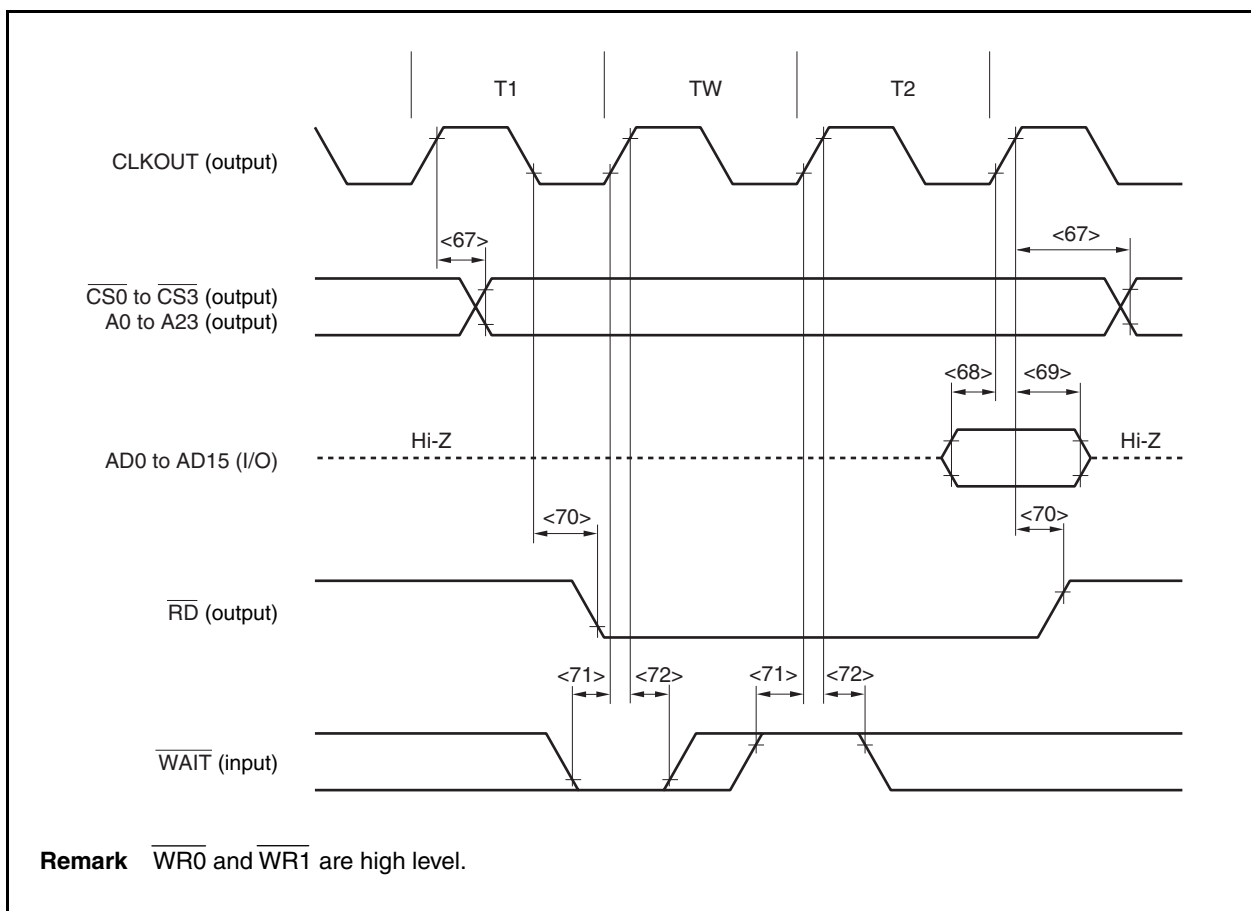 T1 TW T2
CLKOUT (output)
<67> <67>
CS0 to CS3 (output)
A0 to A23 (output)
<68> <69>
Hi-Z Hi-Z
AD0 to AD15 (I/O)
<70> <70>
RD (output)
<71> <72> <71> <72>
WAIT (input)
Remark WR0 and WR1 are high level.